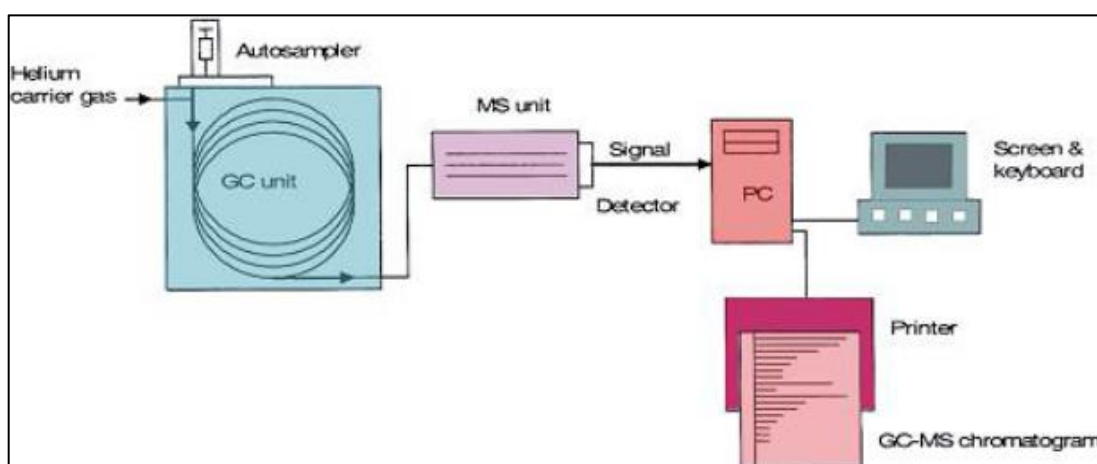 Autosampler
Helium
carrier gas
GC unit
MS unit
Signal
Detector
PC
Screen &
keyboard
Printer
GC-MS chromatogram